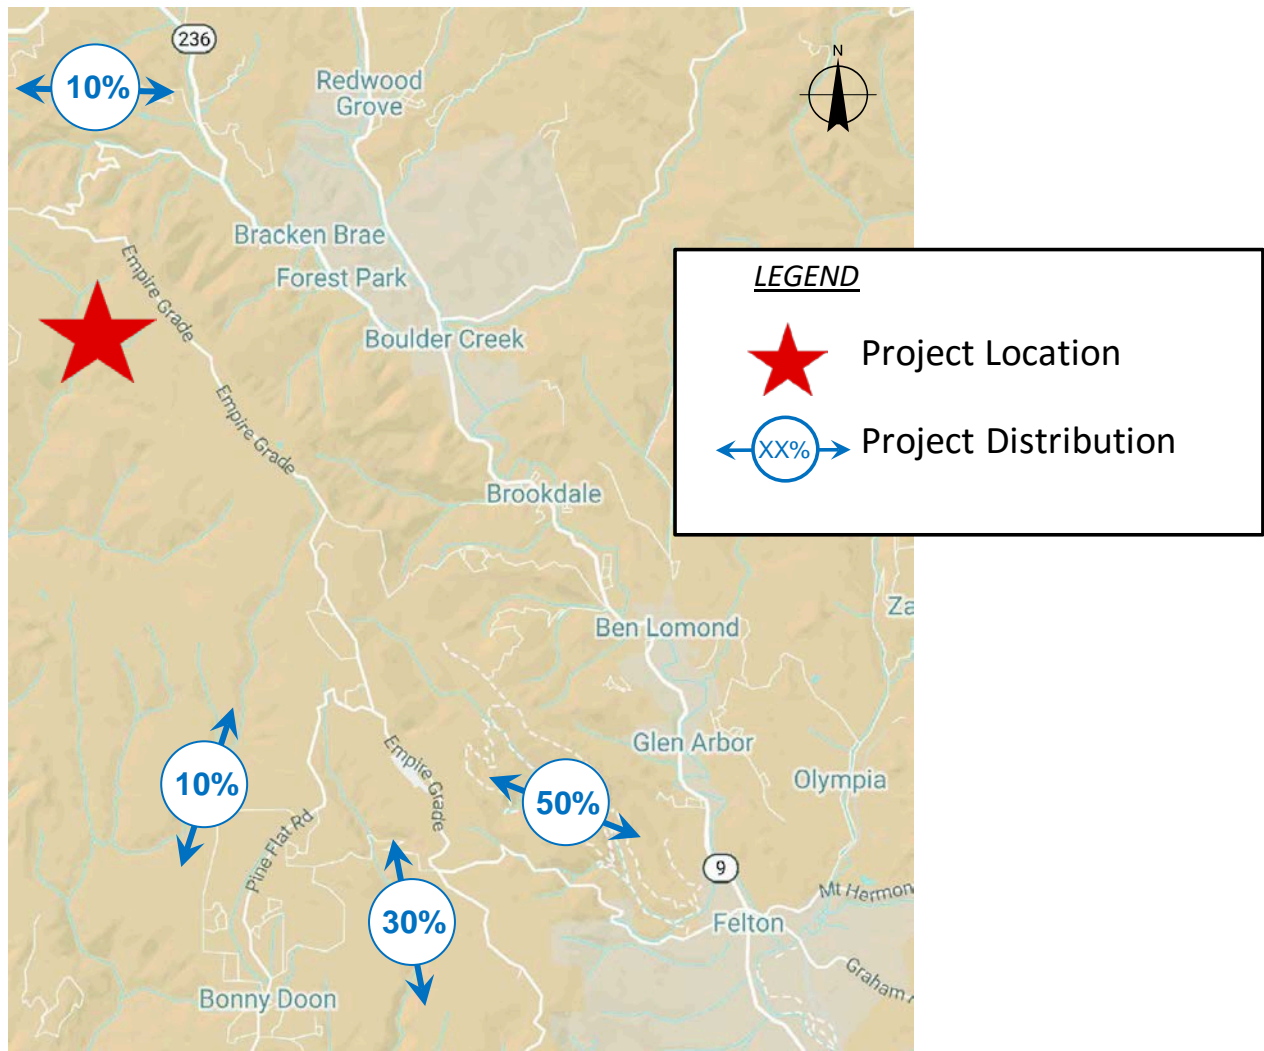 236
N
10%
Redwood
Grove
Bracken Brae
Empire Grade
Forest Park
LEGEND
Boulder Creek
Project Location
Empire Grade
XX%
Project Distribution
Brookdale
Za
Ben Lomond
Glen Arbor
Empire Grade
Olympia
10%
50%
Pine Flat Rd
9
Mt Hermon
30%
Felton
Graham
Bonny Doon